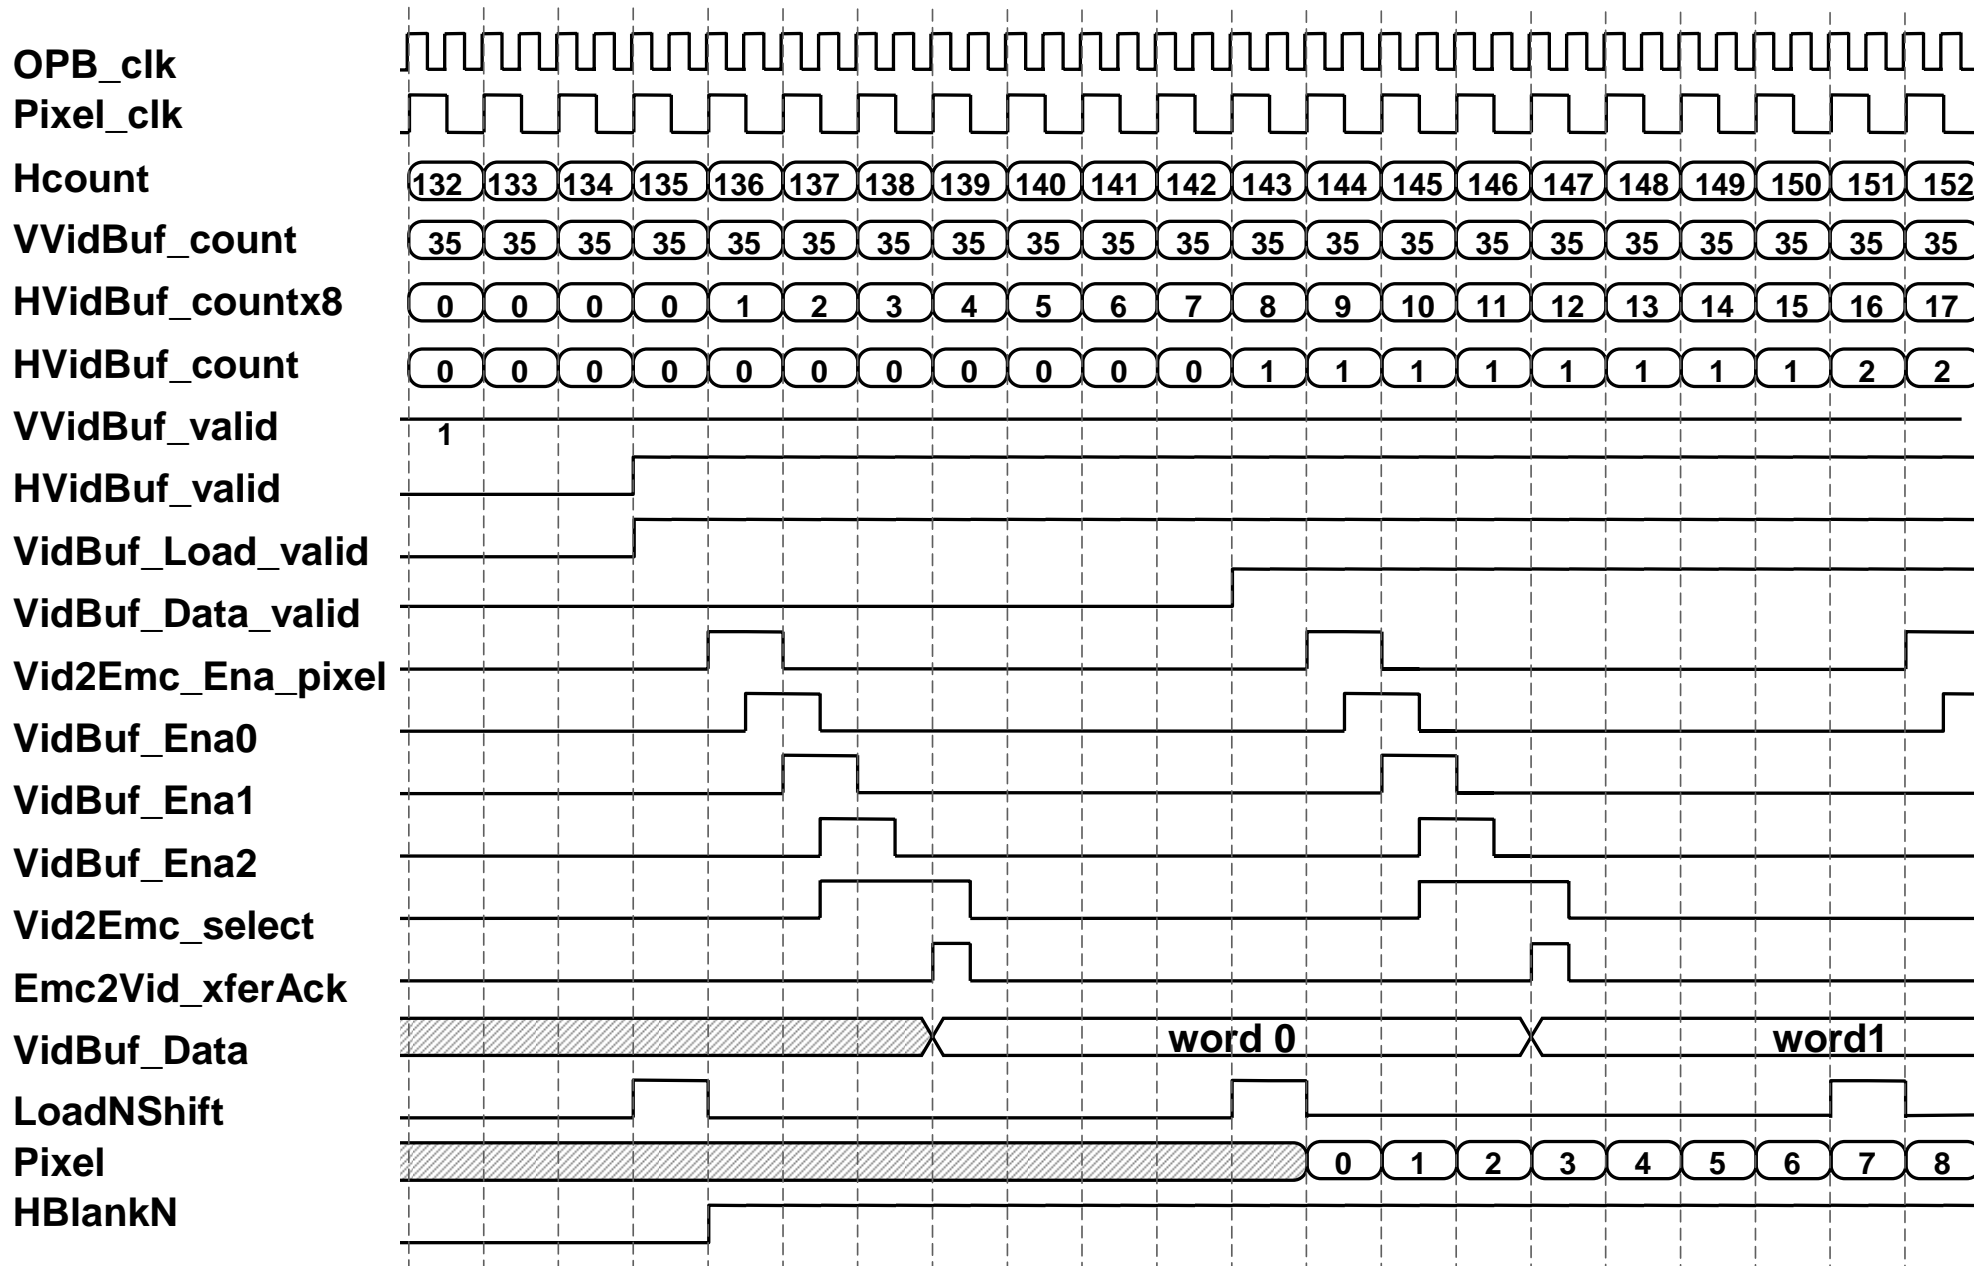 OPB_clk
Pixel_clk
Hcount 132 133 134 135 136 137 138 139 140 141 142 143 144 145 146 147 148 149 150 151 152
VVidBuf_count 35 35 35 35 35 35 35 35 35 35 35 35 35 35 35 35 35 35 35 35 35
HVidBuf_countx8 0 0 0 0 1 2 3 4 5 6 7 8 9 10 11 12 13 14 15 16 17
HVidBuf_count 0 0 0 0 0 0 0 0 0 0 0 1 1 1 1 1 1 1 1 2 2
VVidBuf_valid 1
HVidBuf_valid
VidBuf_Load_valid
VidBuf_Data_valid
Vid2Emc_Ena_pixel
VidBuf_Ena0
VidBuf_Ena1
VidBuf_Ena2
Vid2Emc_select
Emc2Vid_xferAck
VidBuf_Data word 0 word1
LoadNShift
Pixel 0 1 2 3 4 5 6 7 8
HBlankN